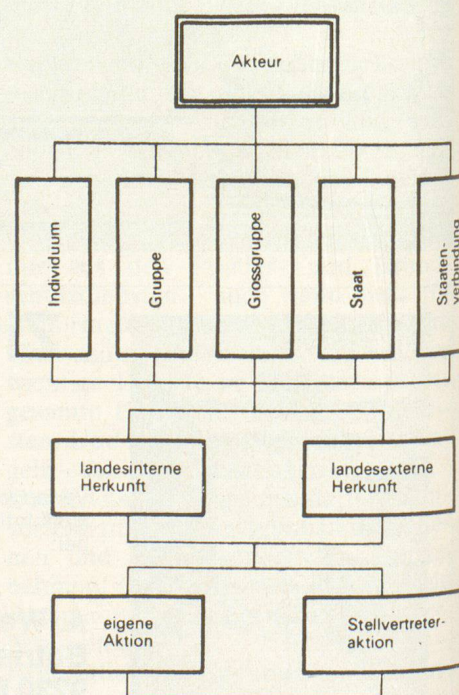 Akteur
Individuum
Gruppe
Grossgruppe
Staat
Staaten-
verbindung
landesinterne
Herkunft
landesexterne
Herkunft
eigene
Aktion
Stellvertreter-
aktion